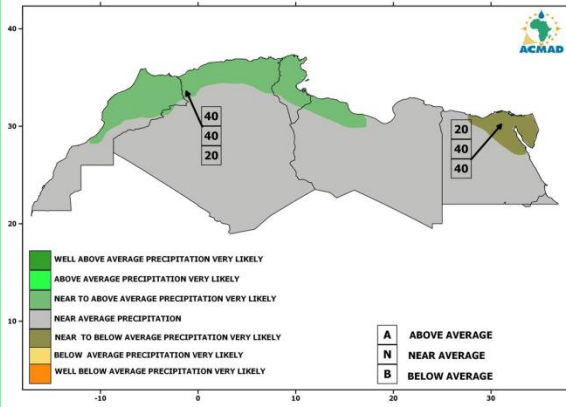 40
ACMAD
40
40
20
30
20
40
40
20
WELL ABOVE AVERAGE PRECIPITATION VERY LIKELY
ABOVE AVERAGE PRECIPITATION VERY LIKELY
NEAR TO ABOVE AVERAGE PRECIPITATION VERY LIKELY
NEAR AVERAGE PRECIPITATION
10
NEAR TO BELOW AVERAGE PRECIPITATION VERY LIKELY
BELOW AVERAGE PRECIPITATION VERY LIKELY
WELL BELOW AVERAGE PRECIPITATION VERY LIKELY
A ABOVE AVERAGE
N NEAR AVERAGE
B BELOW AVERAGE
-10 0 10 20 30